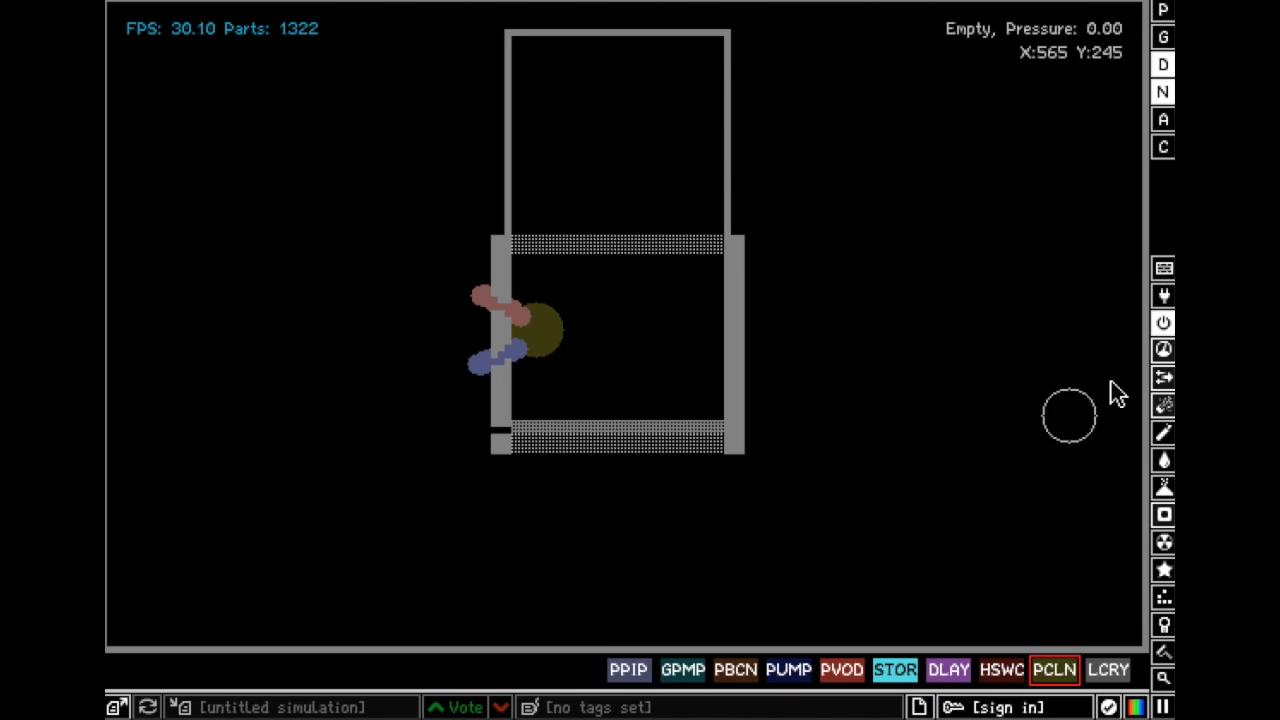 FPS: 30.10 Parts: 1322
Empty, Pressure: 0.00
X:565 Y:245
P
G
D
N
A
C
PPIP GPMP PBCN PUMP PVOD STOR DLAY HSWC PCLN LCRY
[untitled simulation] Vote [no tags set] [sign in]